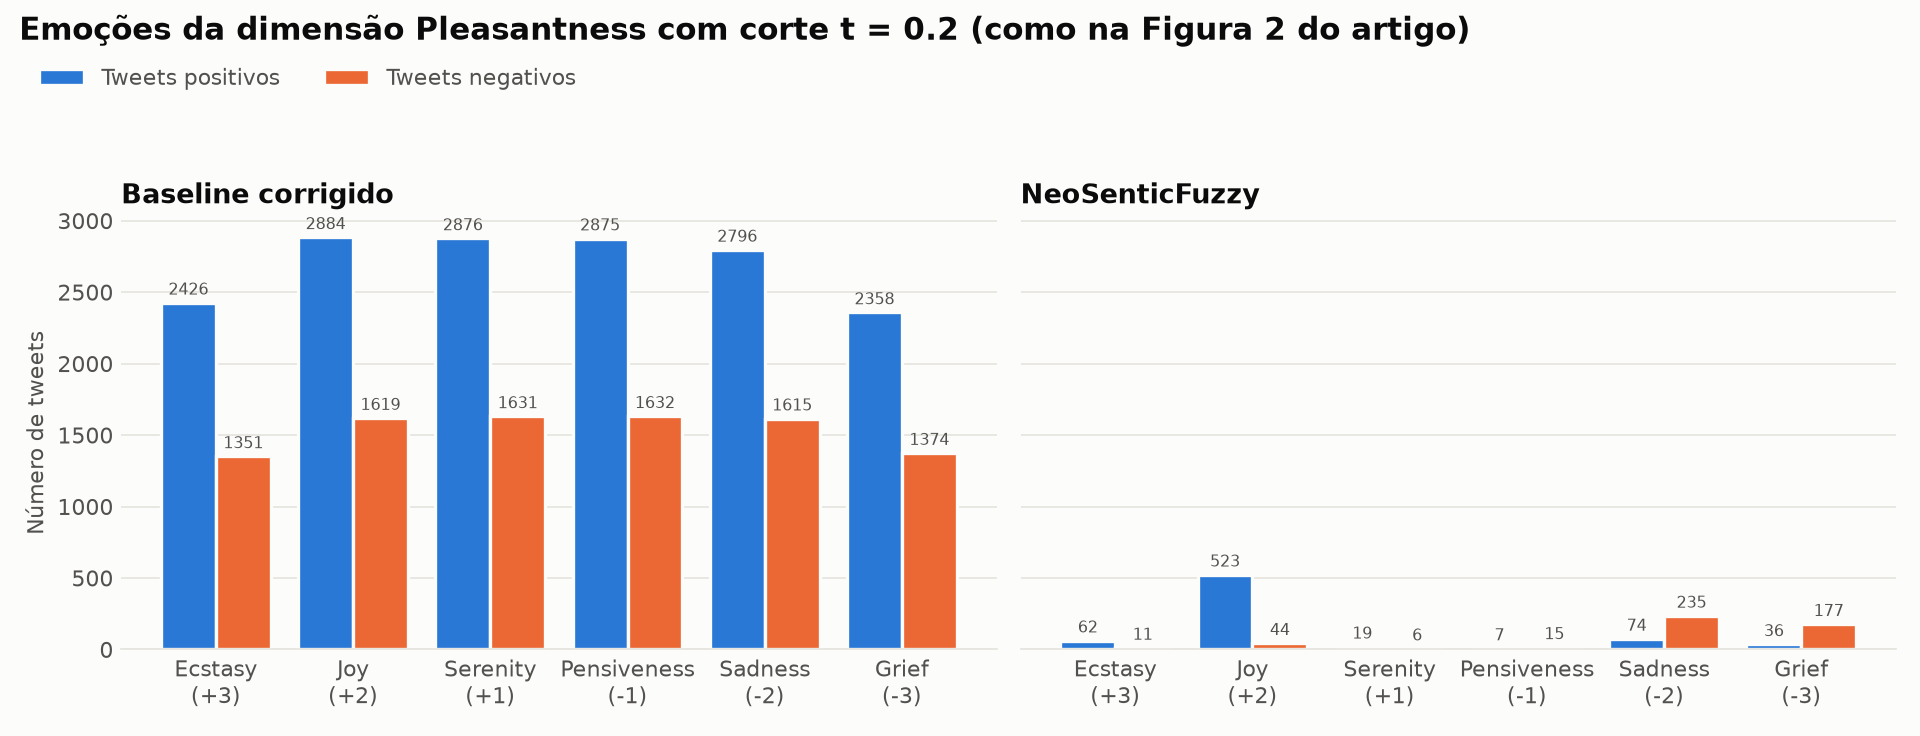 Emoções da dimensão Pleasantness com corte t = 0.2 (como na Figura 2 do artigo)
Tweets positivos
Tweets negativos
Baseline corrigido
Número de tweets
3000
2500
2000
1500
1000
500
0
2426
1351
2884
1619
2876
1631
2875
1632
2796
1615
2358
1374
Ecstasy
(+3)
Joy
(+2)
Serenity
(+1)
Pensiveness
(-1)
Sadness
(-2)
Grief
(-3)
NeoSenticFuzzy
62
11
523
44
19
6
7
15
74
235
36
177
Ecstasy
(+3)
Joy
(+2)
Serenity
(+1)
Pensiveness
(-1)
Sadness
(-2)
Grief
(-3)